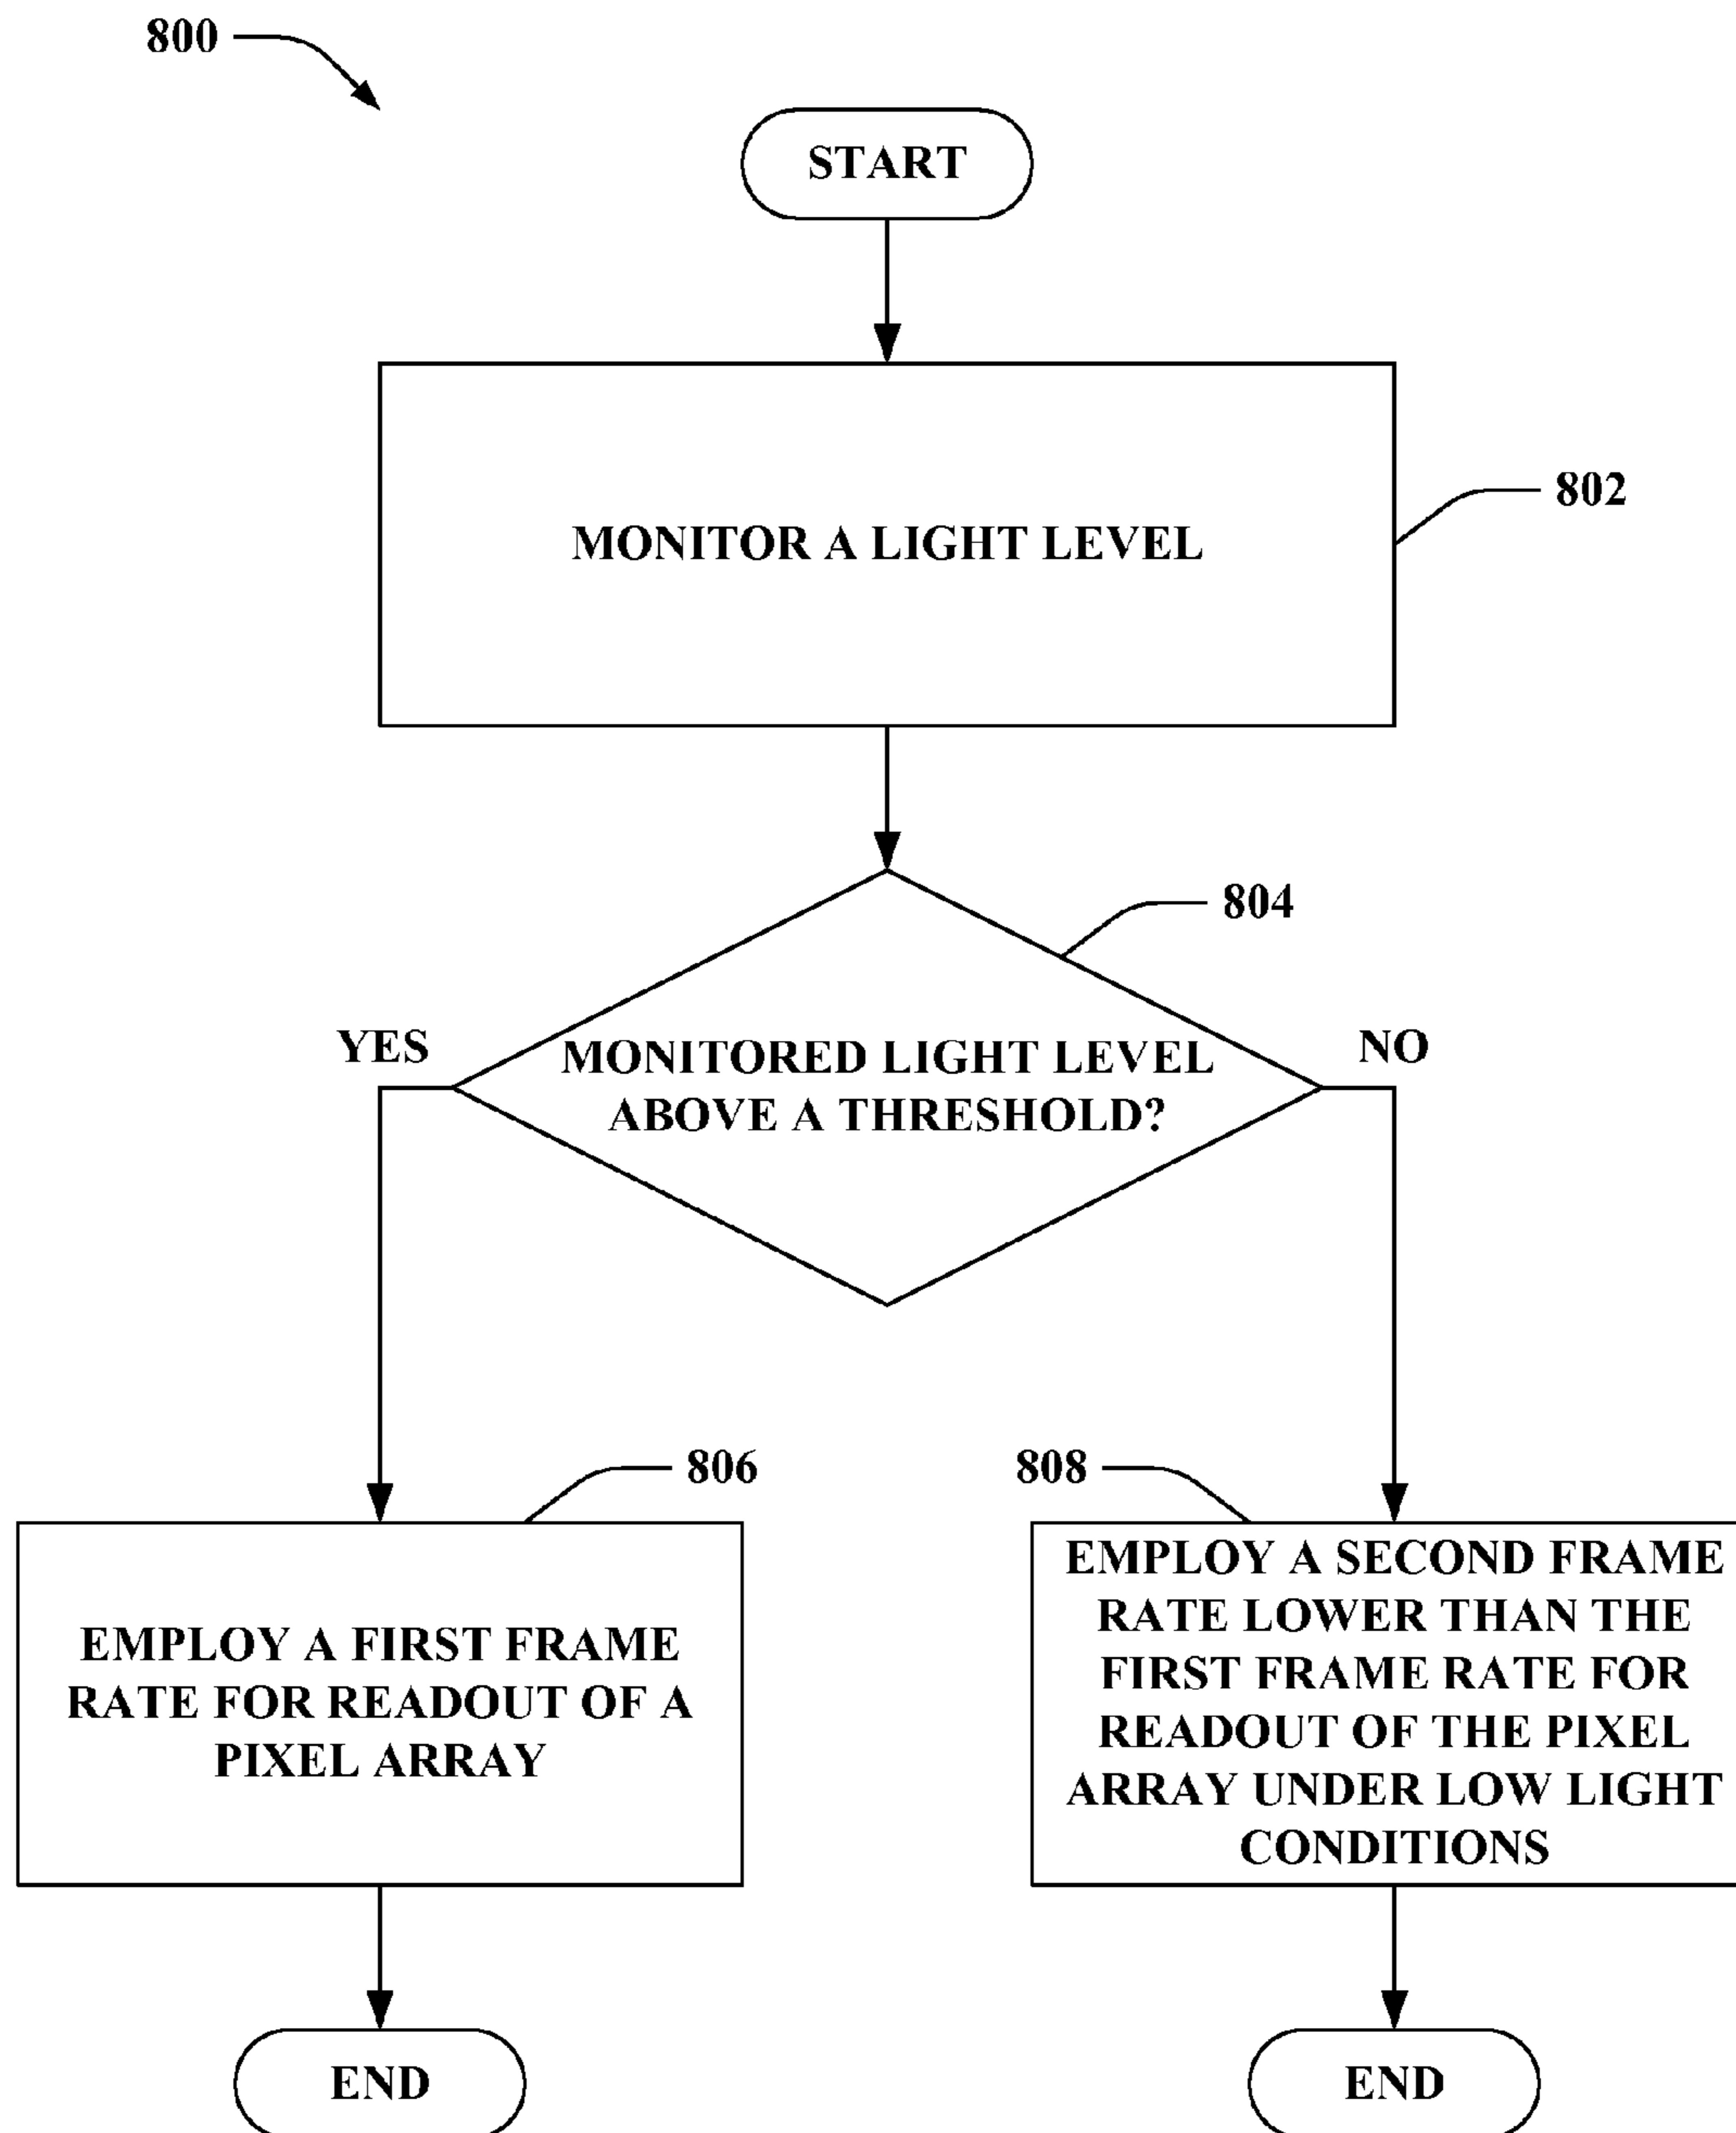 800
START
MONITOR A LIGHT LEVEL
802
804
YES
MONITORED LIGHT LEVEL
ABOVE A THRESHOLD?
NO
806
808
EMPLOY A FIRST FRAME
RATE FOR READOUT OF A
PIXEL ARRAY
EMPLOY A SECOND FRAME
RATE LOWER THAN THE
FIRST FRAME RATE FOR
READOUT OF THE PIXEL
ARRAY UNDER LOW LIGHT
CONDITIONS
END
END